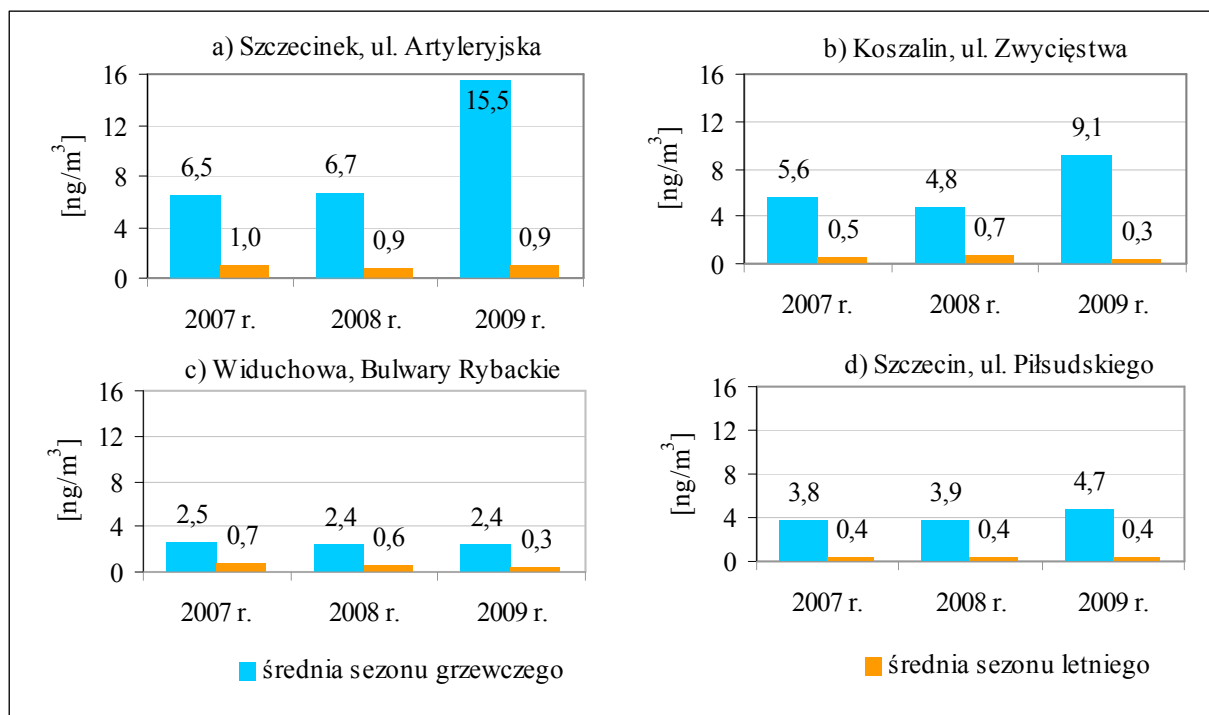 a) Szczecinek, ul. Artyleryjska
[ng/m³]
16
12
8
4
0
6,5
1,0
6,7
0,9
15,5
0,9
2007 r.
2008 r.
2009 r.
b) Koszalin, ul. Zwycięstwa
[ng/m³]
16
12
8
4
0
5,6
0,5
4,8
0,7
9,1
0,3
2007 r.
2008 r.
2009 r.
c) Widuchowa, Bulwary Rybackie
[ng/m³]
16
12
8
4
0
2,5
0,7
2,4
0,6
2,4
0,3
2007 r.
2008 r.
2009 r.
d) Szczecin, ul. Piłsudskiego
[ng/m³]
16
12
8
4
0
3,8
0,4
3,9
0,4
4,7
0,4
2007 r.
2008 r.
2009 r.
średnia sezonu grzewczego
średnia sezonu letniego